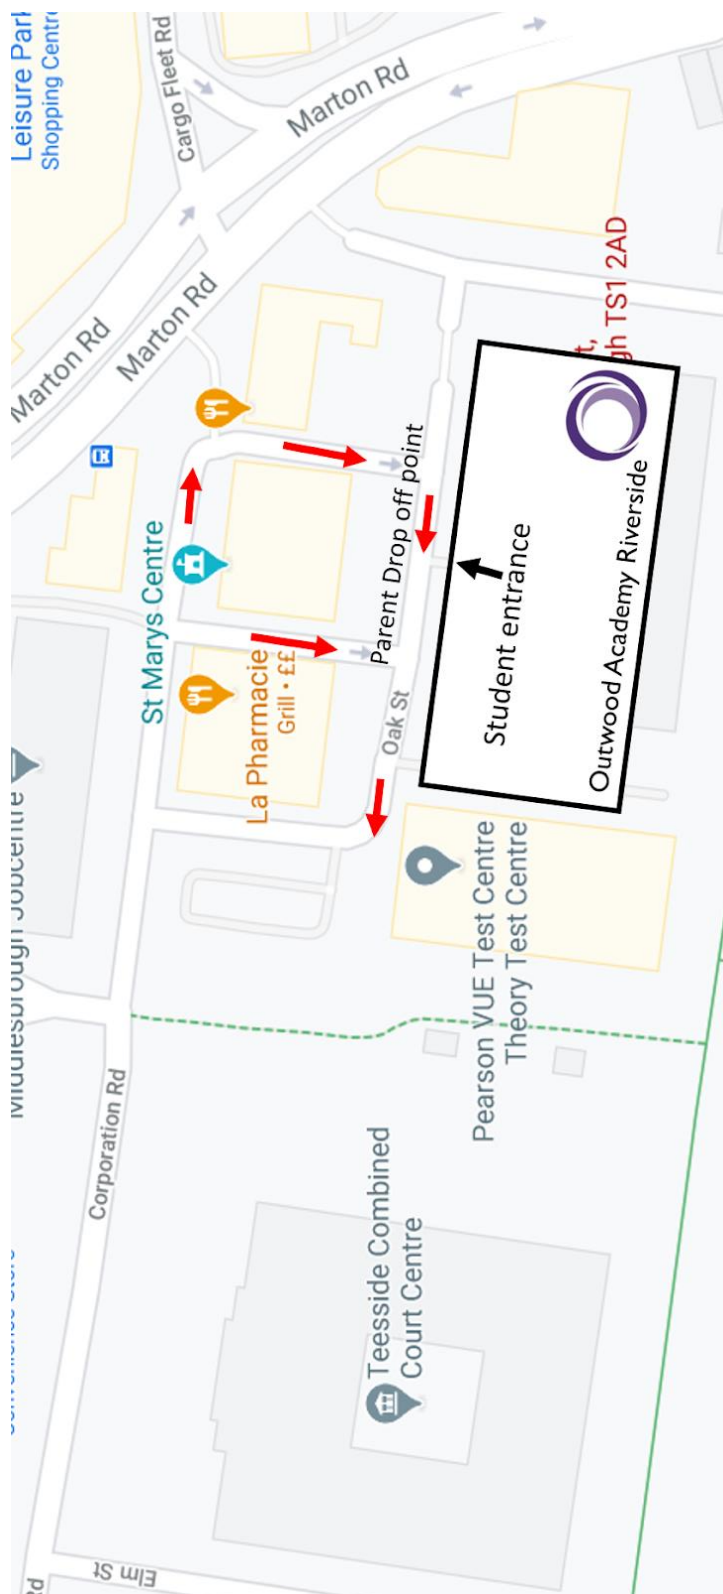 Leisure Park
Shopping Centre
Cargo Fleet Rd
Marton Rd
Marton Rd
Marton Rd
St Marys Centre
La Pharmacie
Grill • ££
Parent Drop off point
Oak St
t,
gh TS1 2AD
Student entrance
Outwood Academy Riverside
Middlesbrough Jobcentre
Pearson VUE Test Centre
Theory Test Centre
Corporation Rd
Teesside Combined
Court Centre
Elm St
Rd